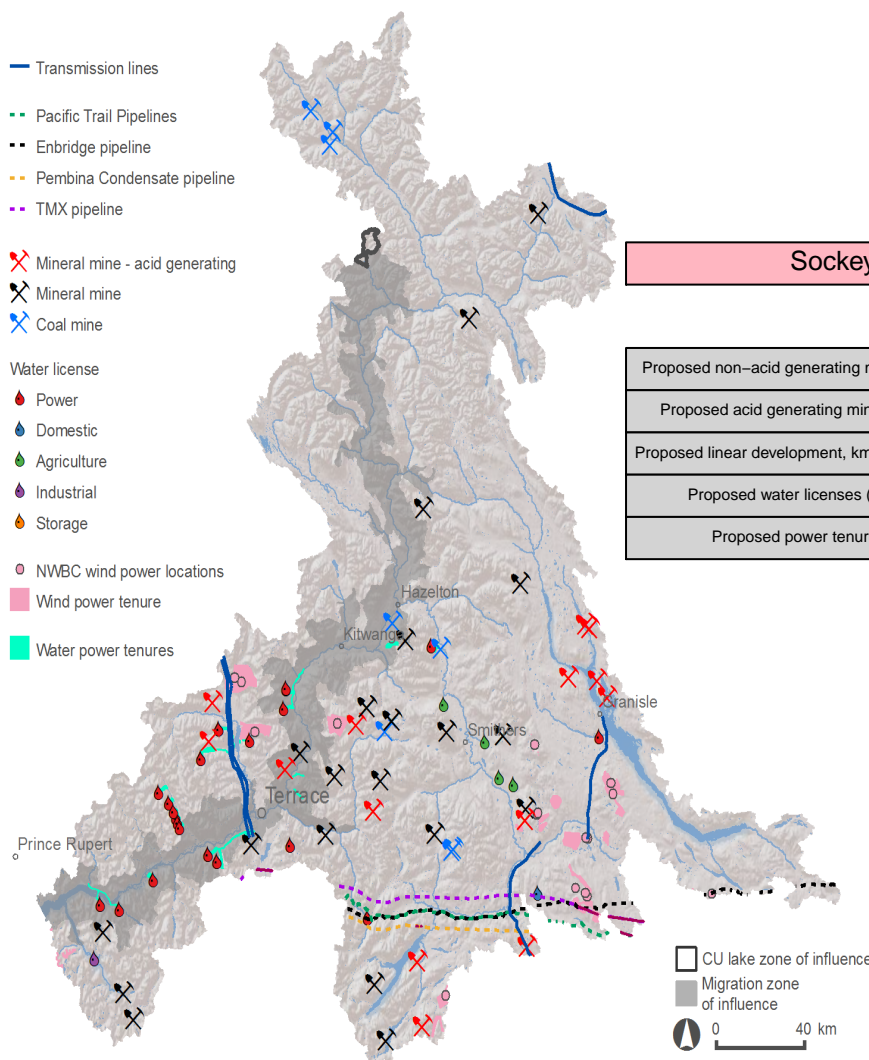 Transmission lines
Pacific Trail Pipelines
Enbridge pipeline
Pembina Condensate pipeline
TMX pipeline
Mineral mine - acid generating
Mineral mine
Coal mine
Water license
Power
Domestic
Agriculture
Industrial
Storage
NWBC wind power locations
Wind power tenure
Water power tenures
Sockey
Proposed non−acid generating
Proposed acid generating min
Proposed linear development, km
Proposed water licenses (
Proposed power tenur
Hazelton
Kitwanga
Granisle
Smithers
Terrace
Prince Rupert
CU lake zone of influence
Migration zone
of influence
0 40 km